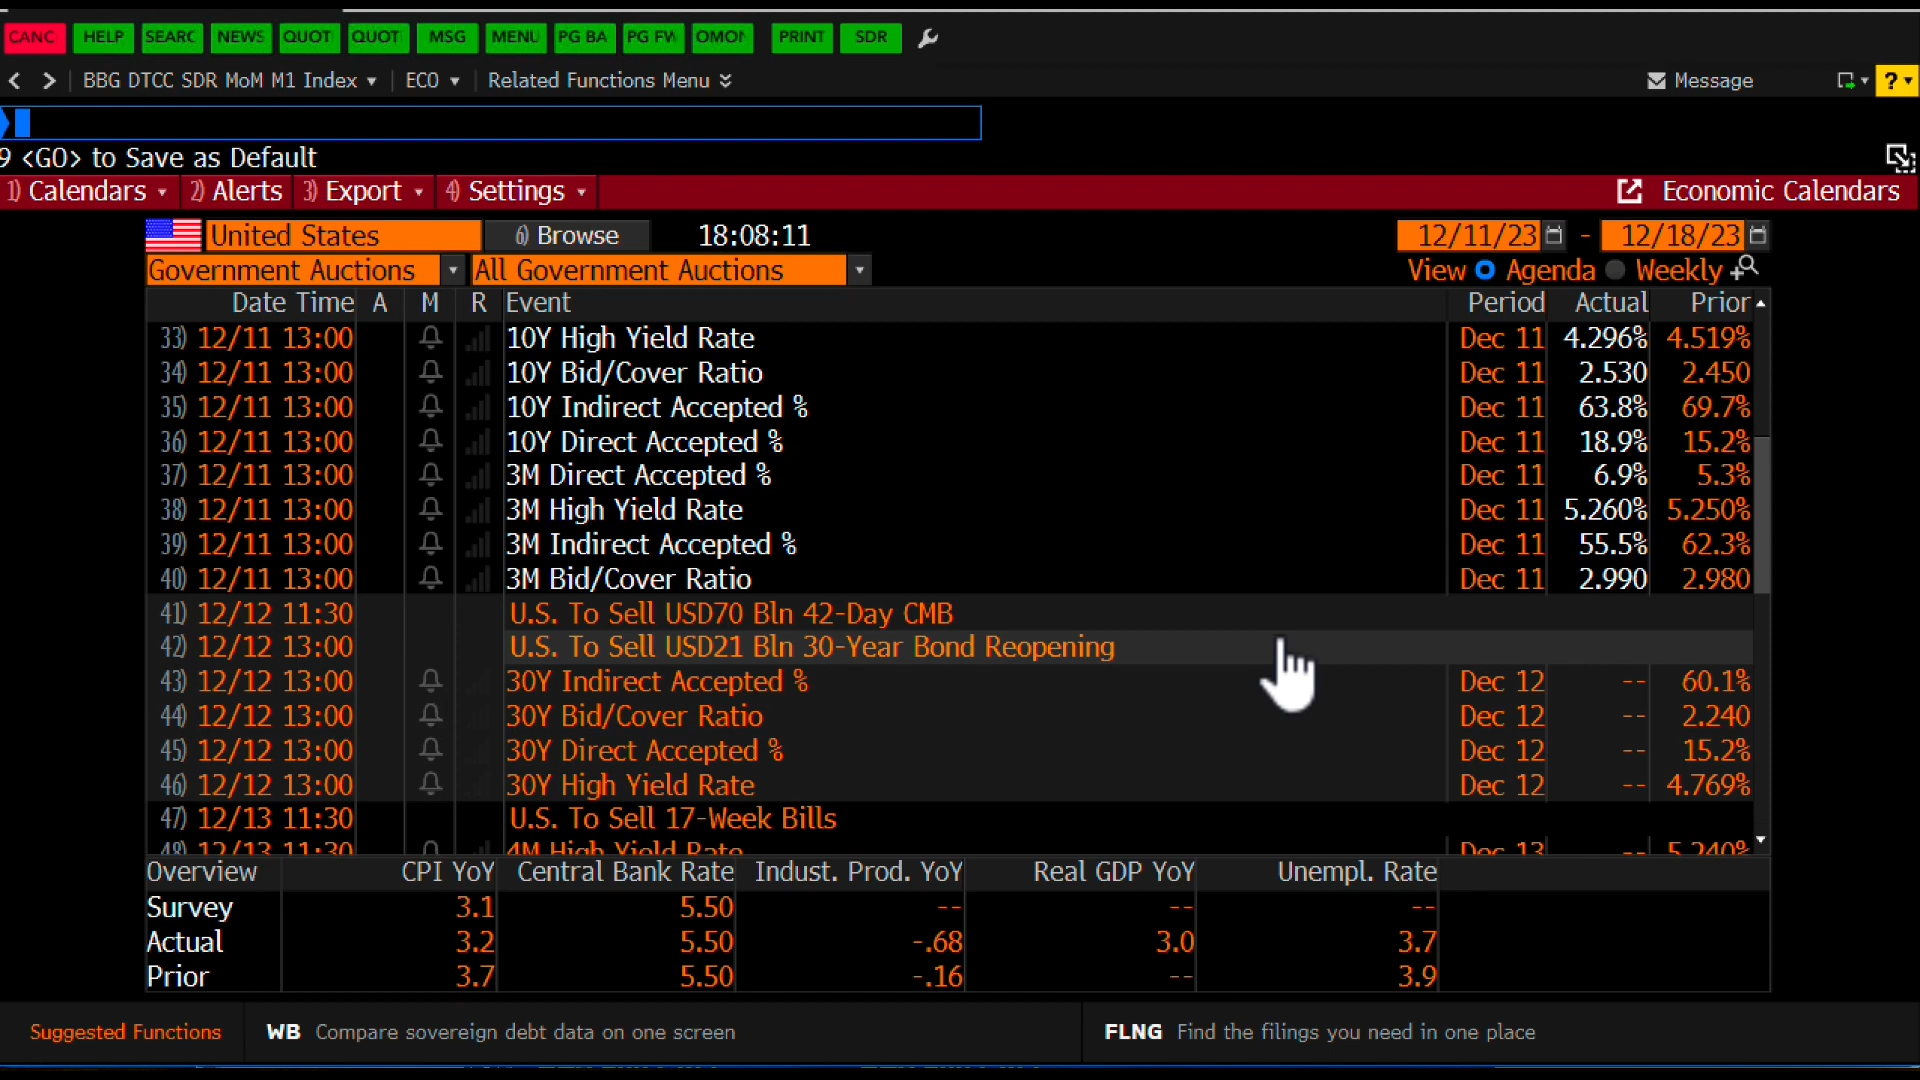 CANC HELP SEARC NEWS QUOT QUOT MSG MENU PG BA PG FW OMON PRINT SDR
BBG DTCC SDR MoM M1 Index ECO Related Functions Menu Message ?
9 <GO> to Save as Default
1) Calendars 2) Alerts 3) Export 4) Settings Economic Calendars
United States 6) Browse 18:08:11 12/11/23 - 12/18/23
Government Auctions All Government Auctions View Agenda Weekly
Date Time A M R Event Period Actual Prior
33) 12/11 13:00 10Y High Yield Rate Dec 11 4.296% 4.519%
34) 12/11 13:00 10Y Bid/Cover Ratio Dec 11 2.530 2.450
35) 12/11 13:00 10Y Indirect Accepted % Dec 11 63.8% 69.7%
36) 12/11 13:00 10Y Direct Accepted % Dec 11 18.9% 15.2%
37) 12/11 13:00 3M Direct Accepted % Dec 11 6.9% 5.3%
38) 12/11 13:00 3M High Yield Rate Dec 11 5.260% 5.250%
39) 12/11 13:00 3M Indirect Accepted % Dec 11 55.5% 62.3%
40) 12/11 13:00 3M Bid/Cover Ratio Dec 11 2.990 2.980
41) 12/12 11:30 U.S. To Sell USD70 Bln 42-Day CMB
42) 12/12 13:00 U.S. To Sell USD21 Bln 30-Year Bond Reopening
43) 12/12 13:00 30Y Indirect Accepted % Dec 12 -- 60.1%
44) 12/12 13:00 30Y Bid/Cover Ratio Dec 12 -- 2.240
45) 12/12 13:00 30Y Direct Accepted % Dec 12 -- 15.2%
46) 12/12 13:00 30Y High Yield Rate Dec 12 -- 4.769%
47) 12/13 11:30 U.S. To Sell 17-Week Bills
48) 12/13 11:30 4M High Yield Rate Dec 13 -- 5.240%
Overview CPI YoY Central Bank Rate Indust. Prod. YoY Real GDP YoY Unempl. Rate
Survey 3.1 5.50 -- -- --
Actual 3.2 5.50 -.68 3.0 3.7
Prior 3.7 5.50 -.16 -- 3.9
Suggested Functions WB Compare sovereign debt data on one screen FLNG Find the filings you need in one place